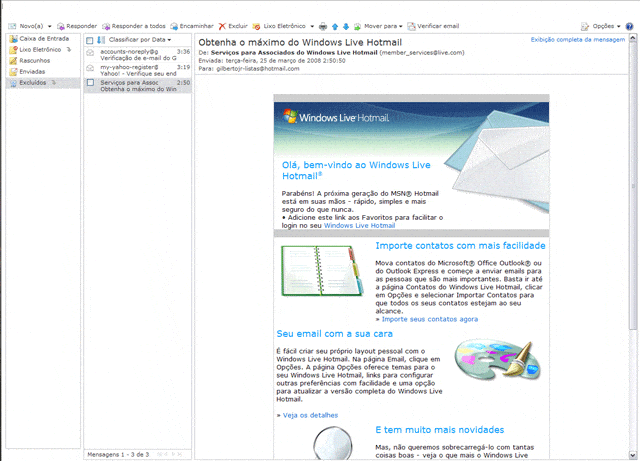 Novo(a) Responder Responder a todos Encaminhar Excluir Lixo Eletrônico Mover para Verificar email Opções
Caixa de Entrada
Lixo Eletrônico
Rascunhos
Enviadas
Excluídos
Classificar por Data
accounts-noreply@g 3:36
Verificação de e-mail do G
my-yahoo-register@ 3:19
Yahoo! - Verifique seu end
Serviços para Assoc 2:50
Obtenha o máximo do Win
Mensagens 1 - 3 de 3
Obtenha o máximo do Windows Live Hotmail
Exibição completa da mensagem
De: Serviços para Associados do Windows Live Hotmail (member_services@live.com)
Enviada: terça-feira, 25 de março de 2008 2:50:50
Para: gilbertojr-listas@hotmail.com
Windows Live Hotmail
Olá, bem-vindo ao Windows Live
Hotmail®
Parabéns! A próxima geração do MSN® Hotmail
está em suas mãos - rápido, simples e mais
seguro do que nunca.
• Adicione este link aos Favoritos para facilitar o
login no seu Windows Live Hotmail
Importe contatos com mais facilidade
Mova contatos do Microsoft® Office Outlook® ou
do Outlook Express e começe a enviar emails para
as pessoas que são mais importantes. Basta ir até
a página Contatos do Windows Live Hotmail, clicar
em Opções e selecionar Importar Contatos para
que todos os seus contatos estejam ao seu
alcance.
» Importe seus contatos agora
Seu email com a sua cara
É fácil criar seu próprio layout pessoal com o
Windows Live Hotmail. Na página Email, clique em
Opções. A página Opções oferece temas para o
seu Windows Live Hotmail, links para configurar
outras preferências com facilidade e uma opção
para atualizar a versão completa do Windows Live
Hotmail.
» Veja os detalhes
E tem muito mais novidades
Mas, não queremos sobrecarregá-lo com tantas
coisas boas - veja o que mais o Windows Live